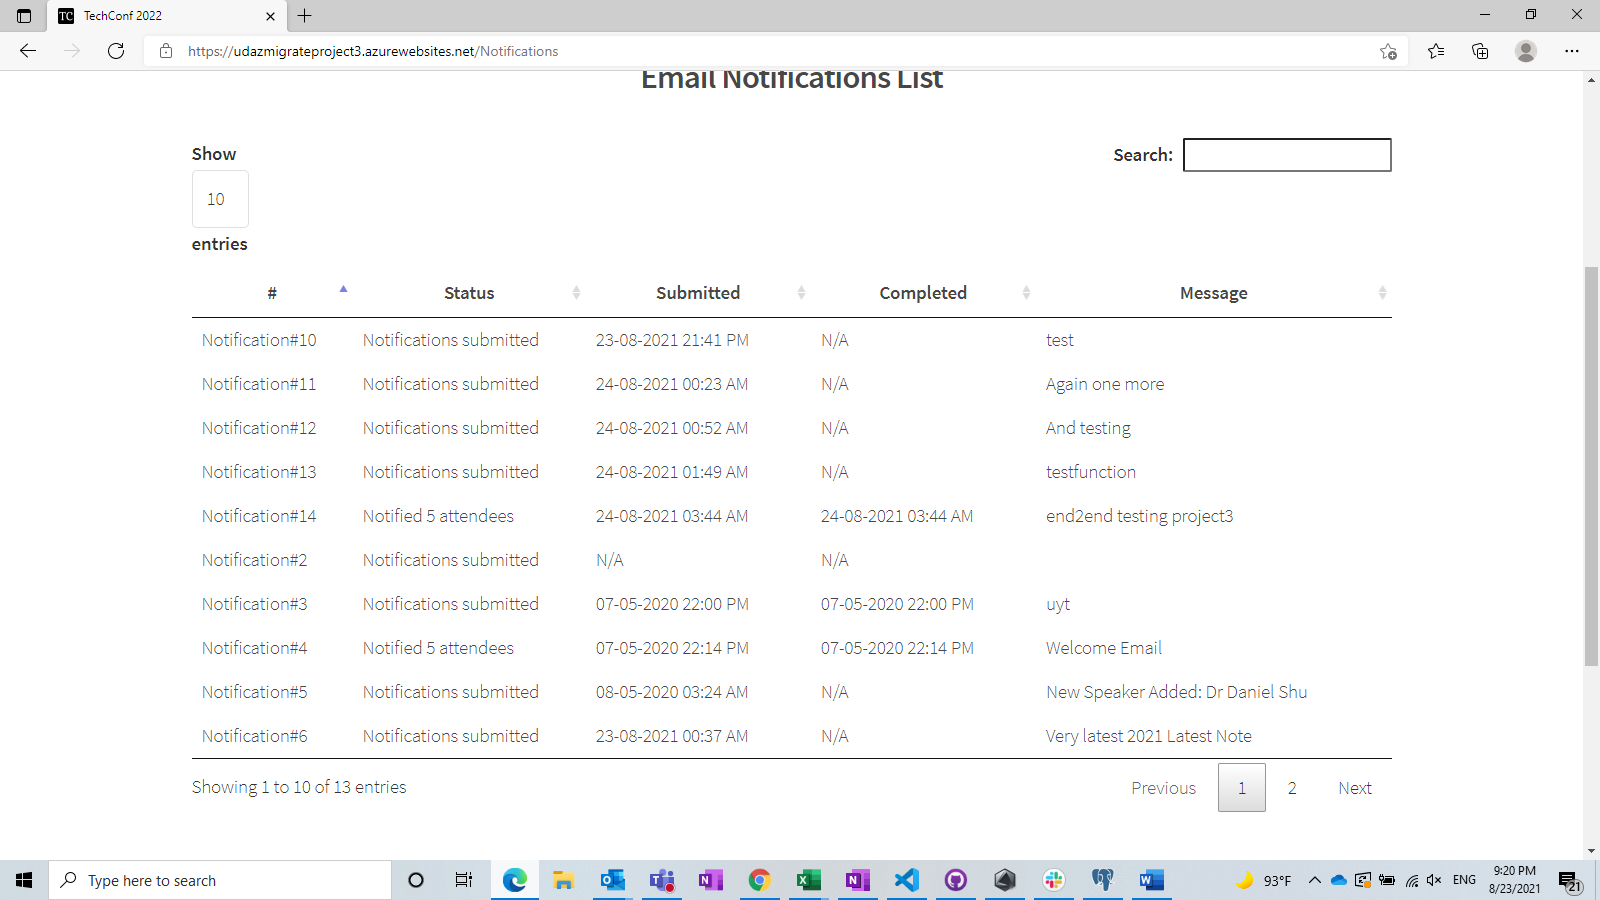 TC TechConf 2022
https://udazmigrateproject3.azurewebsites.net/Notifications
Email Notifications List
Show
10
entries
Search:
# Status Submitted Completed Message
Notification#10 Notifications submitted 23-08-2021 21:41 PM N/A test
Notification#11 Notifications submitted 24-08-2021 00:23 AM N/A Again one more
Notification#12 Notifications submitted 24-08-2021 00:52 AM N/A And testing
Notification#13 Notifications submitted 24-08-2021 01:49 AM N/A testfunction
Notification#14 Notified 5 attendees 24-08-2021 03:44 AM 24-08-2021 03:44 AM end2end testing project3
Notification#2 Notifications submitted N/A N/A
Notification#3 Notifications submitted 07-05-2020 22:00 PM 07-05-2020 22:00 PM uyt
Notification#4 Notified 5 attendees 07-05-2020 22:14 PM 07-05-2020 22:14 PM Welcome Email
Notification#5 Notifications submitted 08-05-2020 03:24 AM N/A New Speaker Added: Dr Daniel Shu
Notification#6 Notifications submitted 23-08-2021 00:37 AM N/A Very latest 2021 Latest Note
Showing 1 to 10 of 13 entries
Previous 1 2 Next
Type here to search
93°F
ENG
9:20 PM
8/23/2021
21